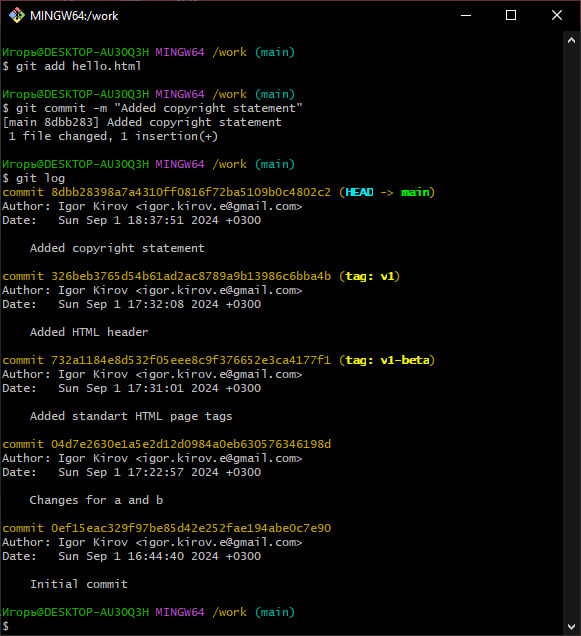 MINGW64:/work
Игорь@DESKTOP-AU3OQ3H MINGW64 /work (main)
$ git add hello.html
Игорь@DESKTOP-AU3OQ3H MINGW64 /work (main)
$ git commit -m "Added copyright statement"
[main 8dbb283] Added copyright statement
 1 file changed, 1 insertion(+)
Игорь@DESKTOP-AU3OQ3H MINGW64 /work (main)
$ git log
commit 8dbb28398a7a4310ff0816f72ba5109b0c4802c2 (HEAD -> main)
Author: Igor Kirov <igor.kirov.e@gmail.com>
Date:   Sun Sep 1 18:37:51 2024 +0300
    Added copyright statement
commit 326beb3765d54b61ad2ac8789a9b13986c6bba4b (tag: v1)
Author: Igor Kirov <igor.kirov.e@gmail.com>
Date:   Sun Sep 1 17:32:08 2024 +0300
    Added HTML header
commit 732a1184e8d532f05eee8c9f376652e3ca4177f1 (tag: v1-beta)
Author: Igor Kirov <igor.kirov.e@gmail.com>
Date:   Sun Sep 1 17:31:01 2024 +0300
    Added standart HTML page tags
commit 04d7e2630e1a5e2d12d0984a0eb630576346198d
Author: Igor Kirov <igor.kirov.e@gmail.com>
Date:   Sun Sep 1 17:22:57 2024 +0300
    Changes for a and b
commit 0ef15eac329f97be85d42e252fae194abe0c7e90
Author: Igor Kirov <igor.kirov.e@gmail.com>
Date:   Sun Sep 1 16:44:40 2024 +0300
    Initial commit
Игорь@DESKTOP-AU3OQ3H MINGW64 /work (main)
$